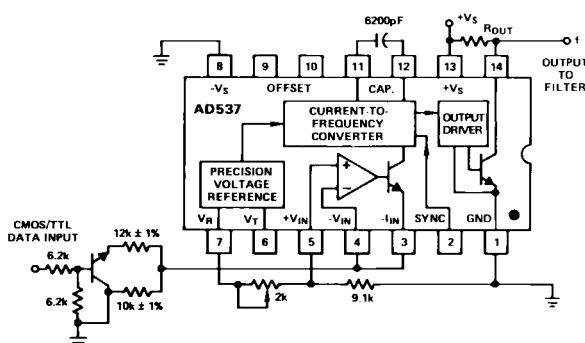 6200pF
+VS
ROUT
f
OUTPUT
TO
FILTER
8 9 10 11 12 13 14
-VS OFFSET CAP. +VS
AD537
CURRENT-TO-
FREQUENCY
CONVERTER
OUTPUT
DRIVER
PRECISION
VOLTAGE
REFERENCE
+
-
VR VT +VIN -VIN -IIN SYNC GND
7 6 5 4 3 2 1
CMOS/TTL
DATA INPUT
12k ± 1%
6.2k
6.2k
10k ± 1%
2k
9.1k